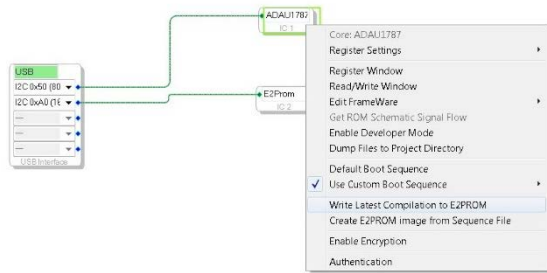 ADAU1787
IC 1
USB
I2C 0x50 (80
I2C 0xA0 (16
---
---
---
USB Interface
E2Prom
IC 2
Core: ADAU1787
Register Settings
Register Window
Read/Write Window
Edit FrameWare
Get ROM Schematic Signal Flow
Enable Developer Mode
Dump Files to Project Directory
Default Boot Sequence
Use Custom Boot Sequence
Write Latest Compilation to E2PROM
Create E2PROM image from Sequence File
Enable Encryption
Authentication